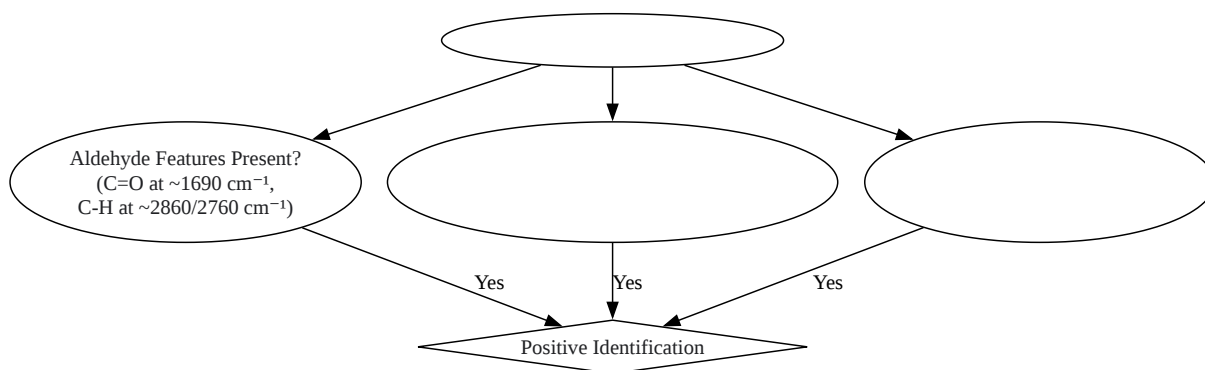 Aldehyde Features Present?
(C=O at ~1690 cm⁻¹,
C-H at ~2860/2760 cm⁻¹)
Yes
Yes
Yes
Positive Identification